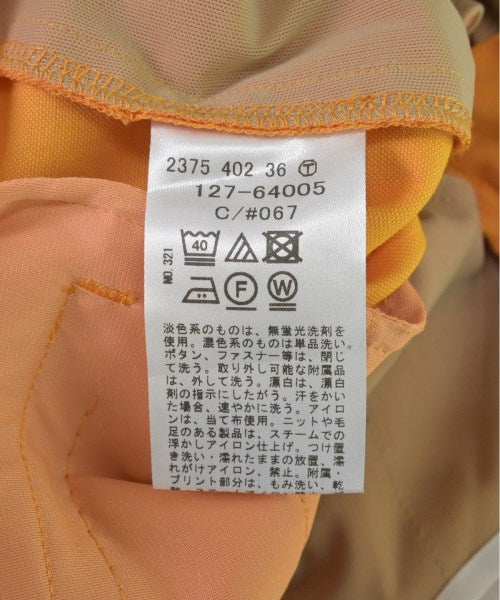 2375 402 36 Ⓣ
127-64005
C/#067
NO.321
40
F W
淡色系のものは、無蛍光洗剤を
使用。濃色系のものは単品洗い。
ボタン、ファスナー等は、閉じ
て洗う。取り外し可能な附属品
は、外して洗う。漂白は、漂白
剤の指示にしたがう。汗をかい
た場合、速やかに洗う。アイロ
ンは、当て布使用。ニットや毛
足のある製品は、スチームでの
浮かしアイロン仕上げ。つけ置
き洗い・濡れたままの放置、濡
れがけアイロン、禁止。附属・
プリント部分は、もみ洗い、乾